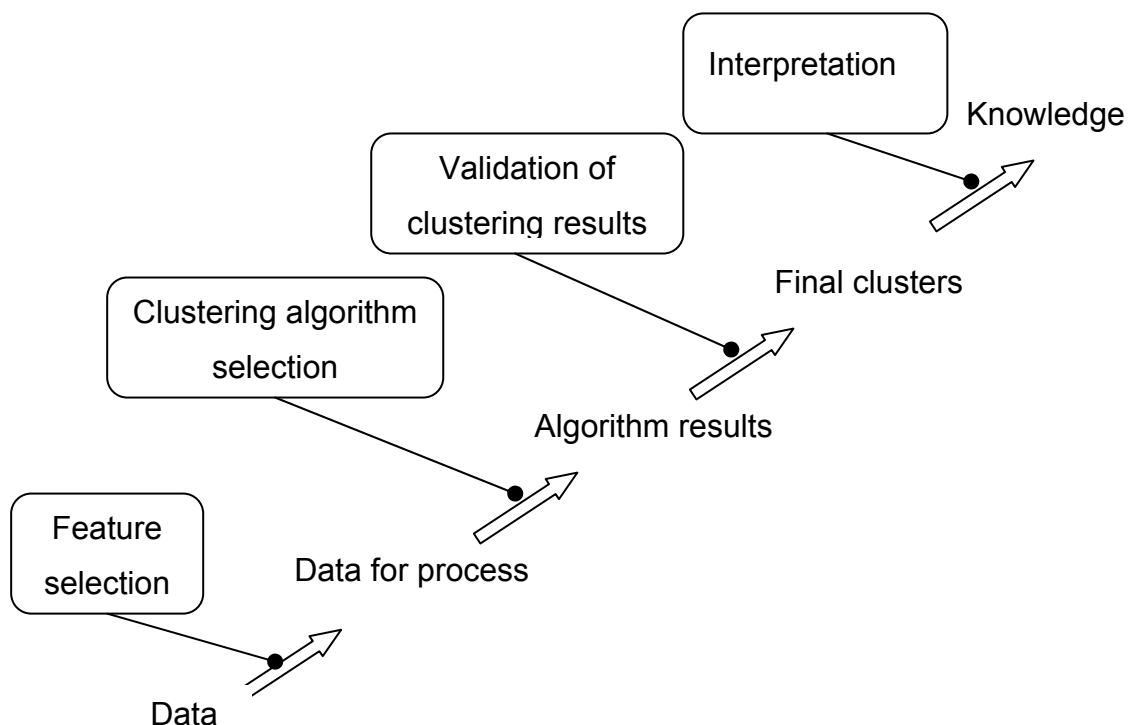 Interpretation
Knowledge
Validation of
clustering results
Final clusters
Clustering algorithm
selection
Algorithm results
Feature
selection
Data for process
Data